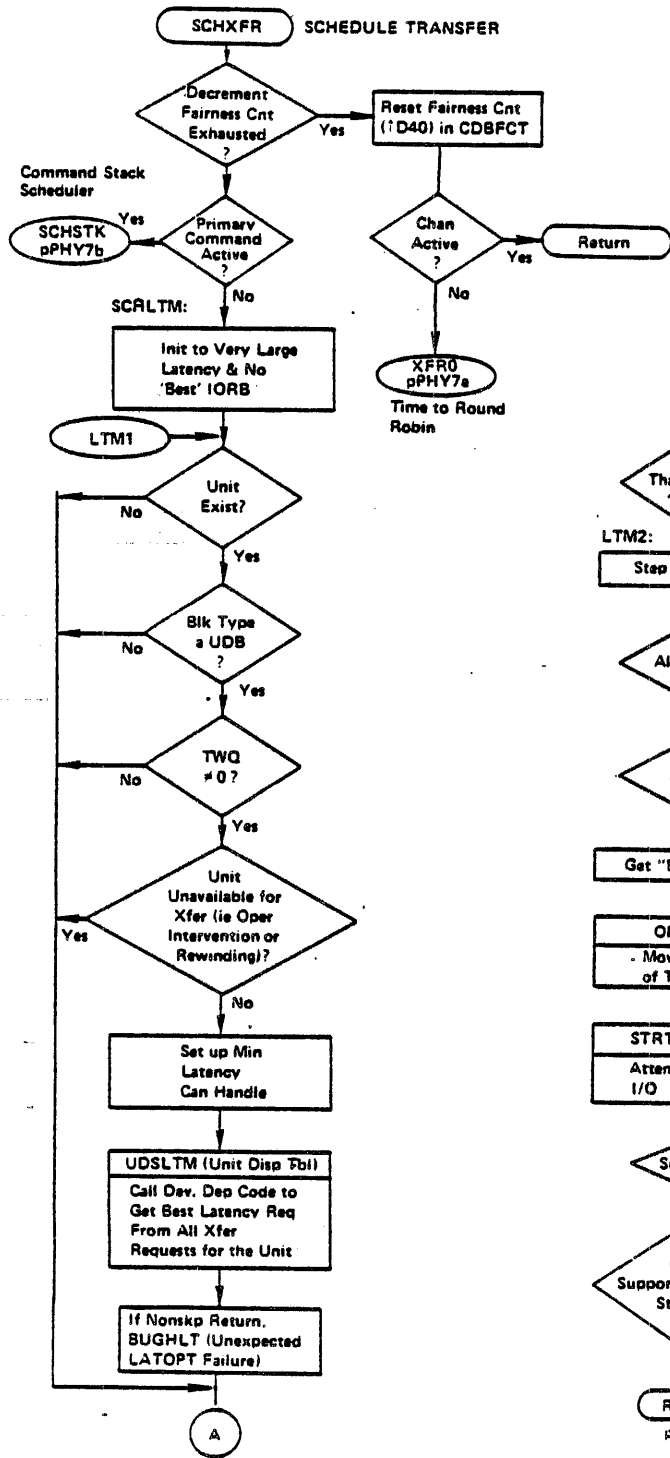 SCHXFR
SCHEDULE TRANSFER
Decrement
Fairness Cnt
Exhausted
?
Yes
Reset Fairness Cnt
(↑D40) in CDBFCT
Command Stack
Scheduler
Yes
SCHSTK
pPHY7b
Primary
Command
Active
?
No
Chan
Active
?
Yes
Return
No
XFR0
pPHY7a
Time to Round
Robin
SCRLTM:
Init to Very Large
Latency & No
'Best' IORB
LTM1
Unit
Exist?
No
Yes
Blk Type
a UDB
?
No
Yes
TWQ
≠0?
No
Yes
Unit
Unavailable for
Xfer (ie Oper
Intervention or
Rewinding)?
Yes
No
Set up Min
Latency
Can Handle
UDSLTM (Unit Disp Tbl)
Call Dev. Dep Code to
Get Best Latency Req
From All Xfer
Requests for the Unit
If Nonskp Return,
BUGHLT (Unexpected
LATOPT Failure)
A
Tha
LTM2:
Step
Al
Get "
Mov
of T
STRT
Atten
I/O
S
Suppor
St
R